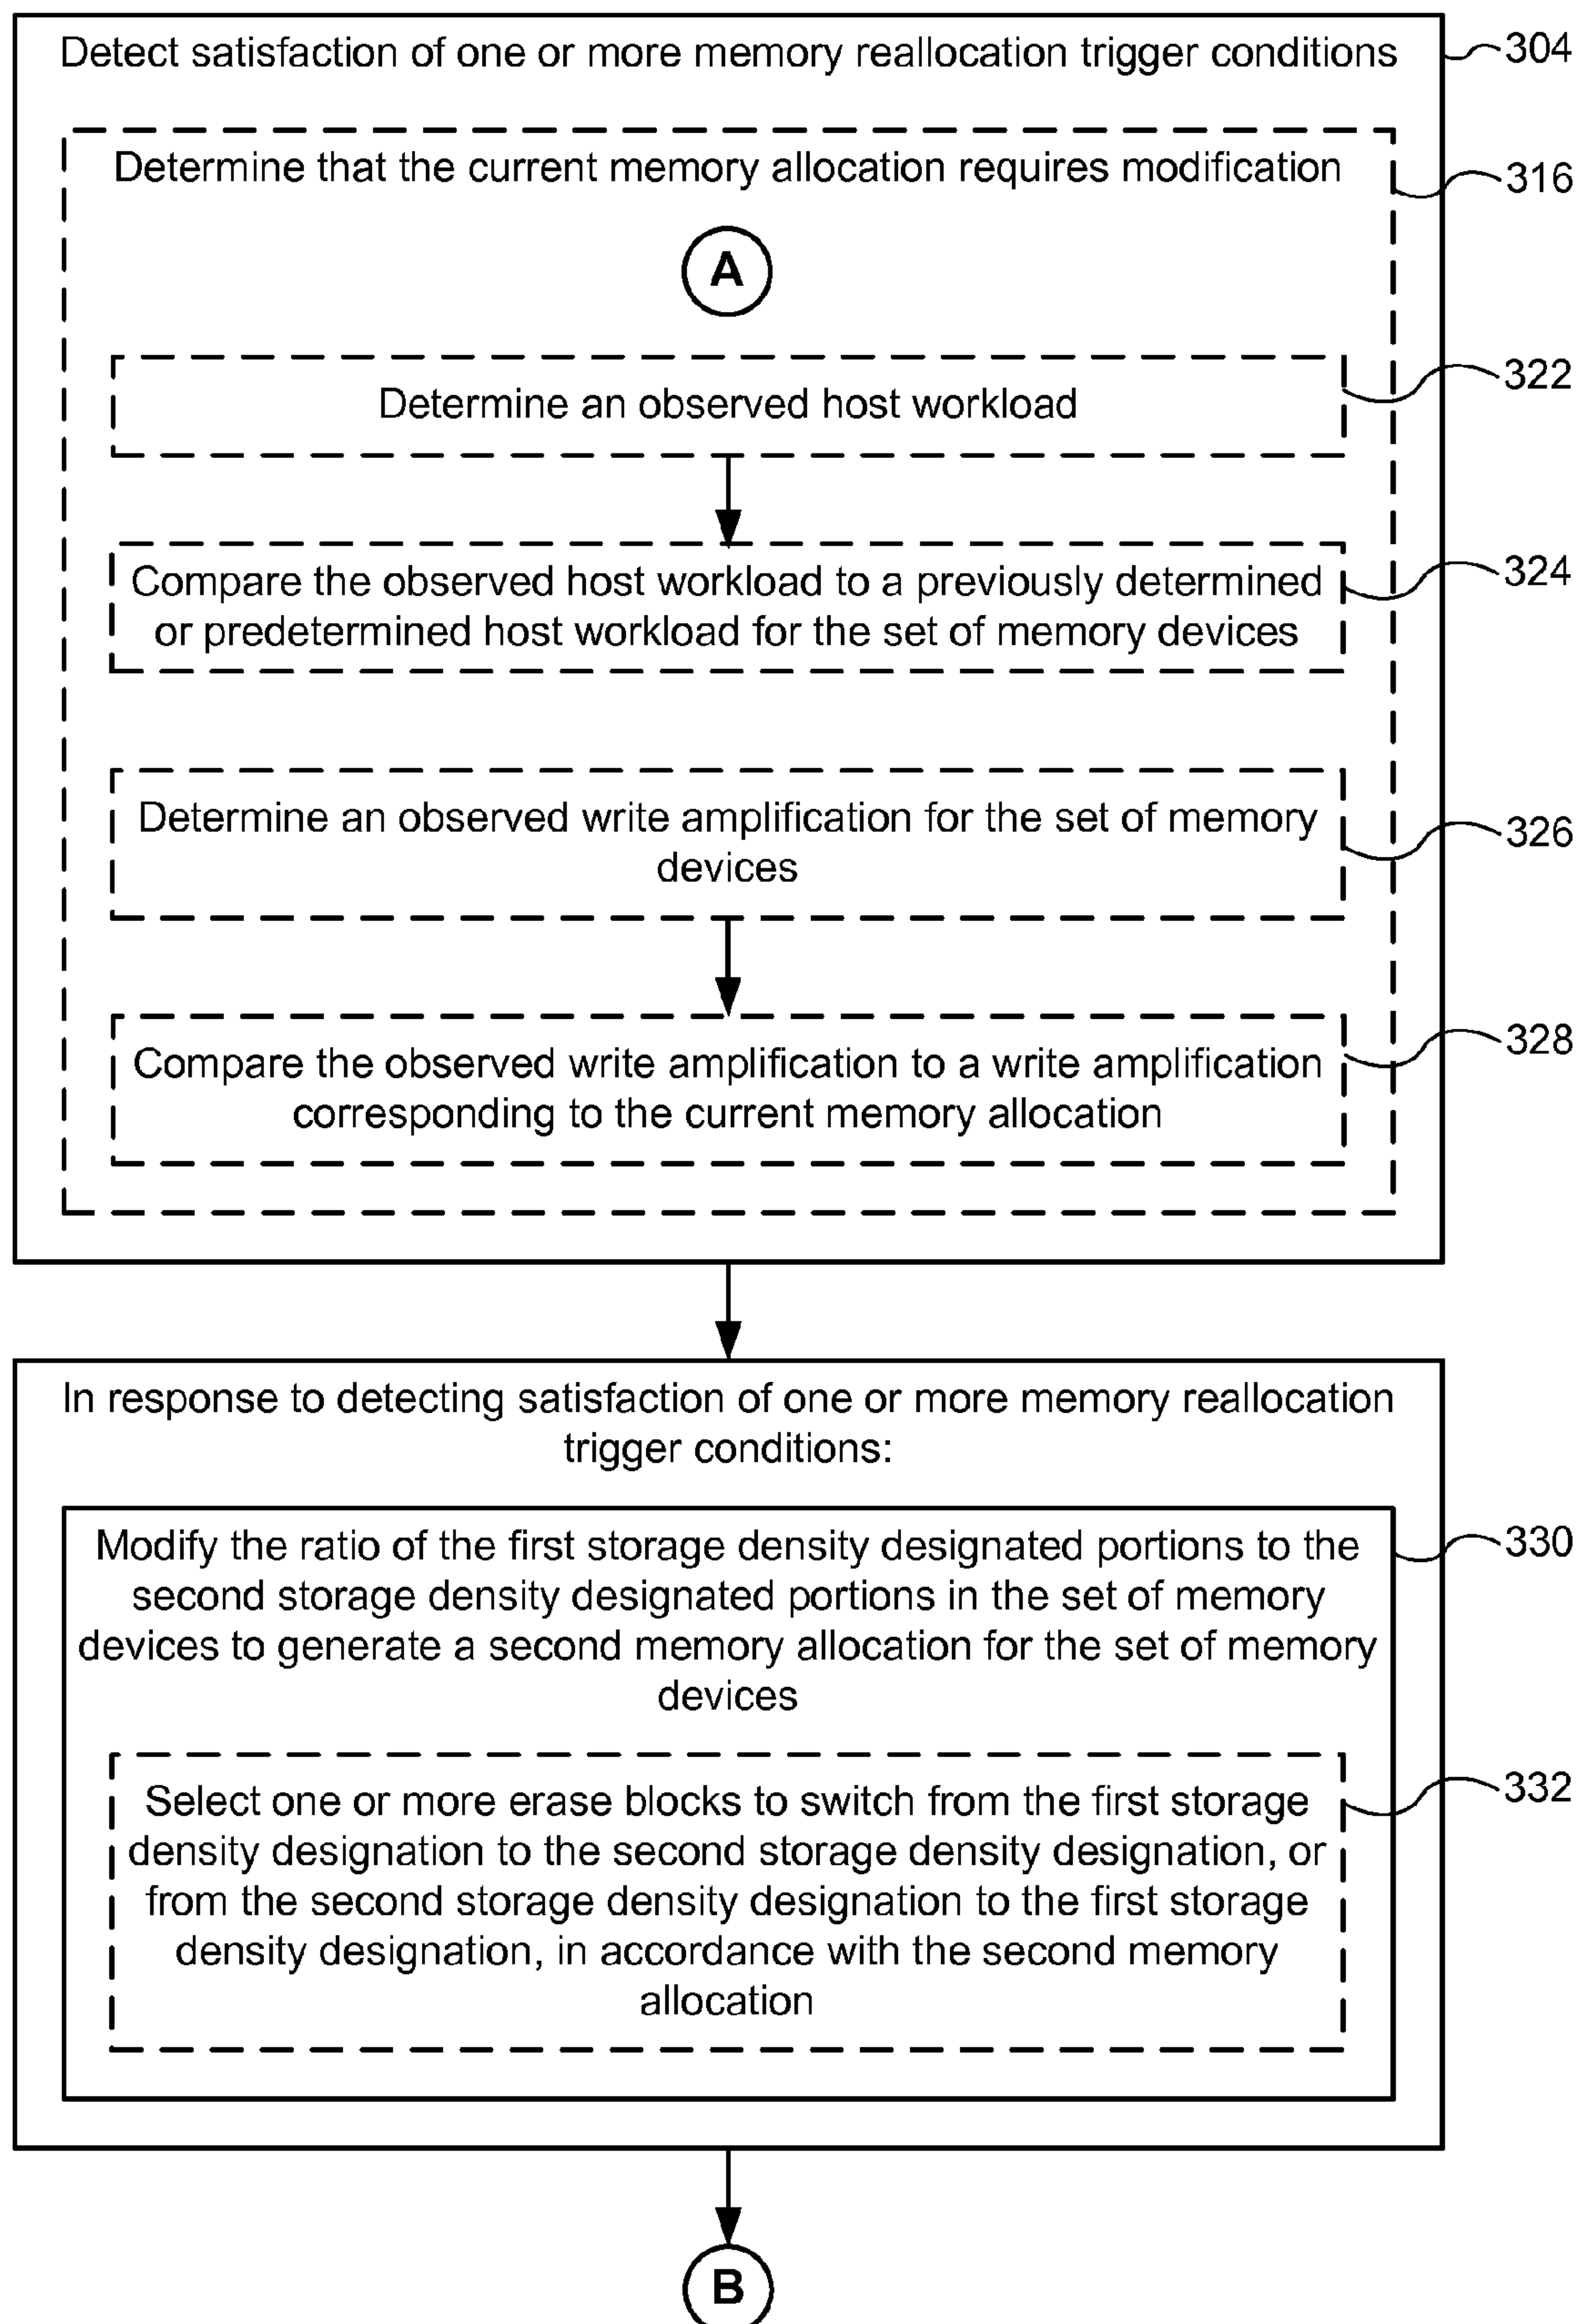 Detect satisfaction of one or more memory reallocation trigger conditions
304
Determine that the current memory allocation requires modification
316
A
Determine an observed host workload
322
Compare the observed host workload to a previously determined
or predetermined host workload for the set of memory devices
324
Determine an observed write amplification for the set of memory
devices
326
Compare the observed write amplification to a write amplification
corresponding to the current memory allocation
328
In response to detecting satisfaction of one or more memory reallocation
trigger conditions:
Modify the ratio of the first storage density designated portions to the
second storage density designated portions in the set of memory
devices to generate a second memory allocation for the set of memory
devices
330
Select one or more erase blocks to switch from the first storage
density designation to the second storage density designation, or
from the second storage density designation to the first storage
density designation, in accordance with the second memory
allocation
332
B